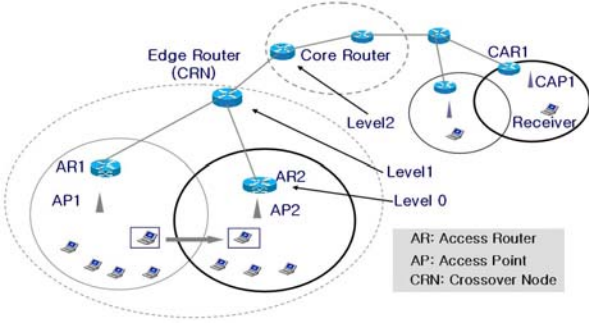 Edge Router
(CRN)
Core Router
CAR1
CAP1
Receiver
Level2
Level1
Level 0
AR1
AP1
AR2
AP2
AR: Access Router
AP: Access Point
CRN: Crossover Node